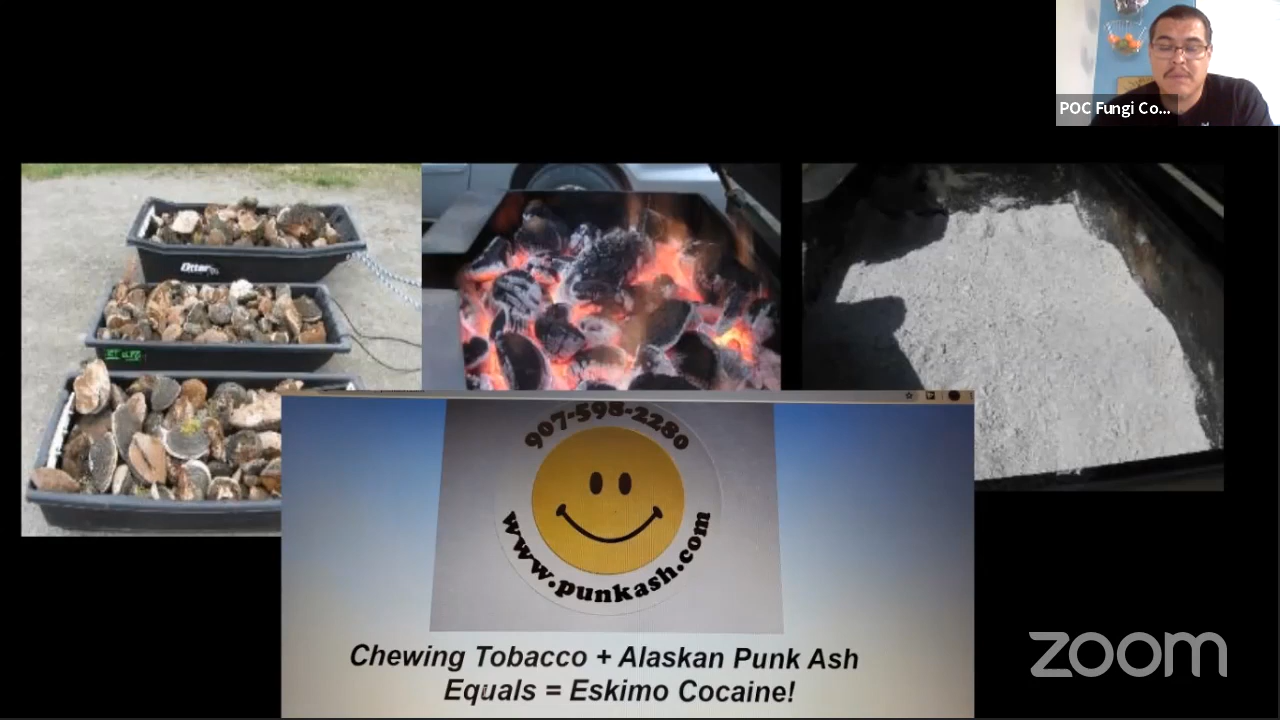 POC Fungi Co...
Otter
907-598-2280
www.punkash.com
Chewing Tobacco + Alaskan Punk Ash
Equals = Eskimo Cocaine!
zoom